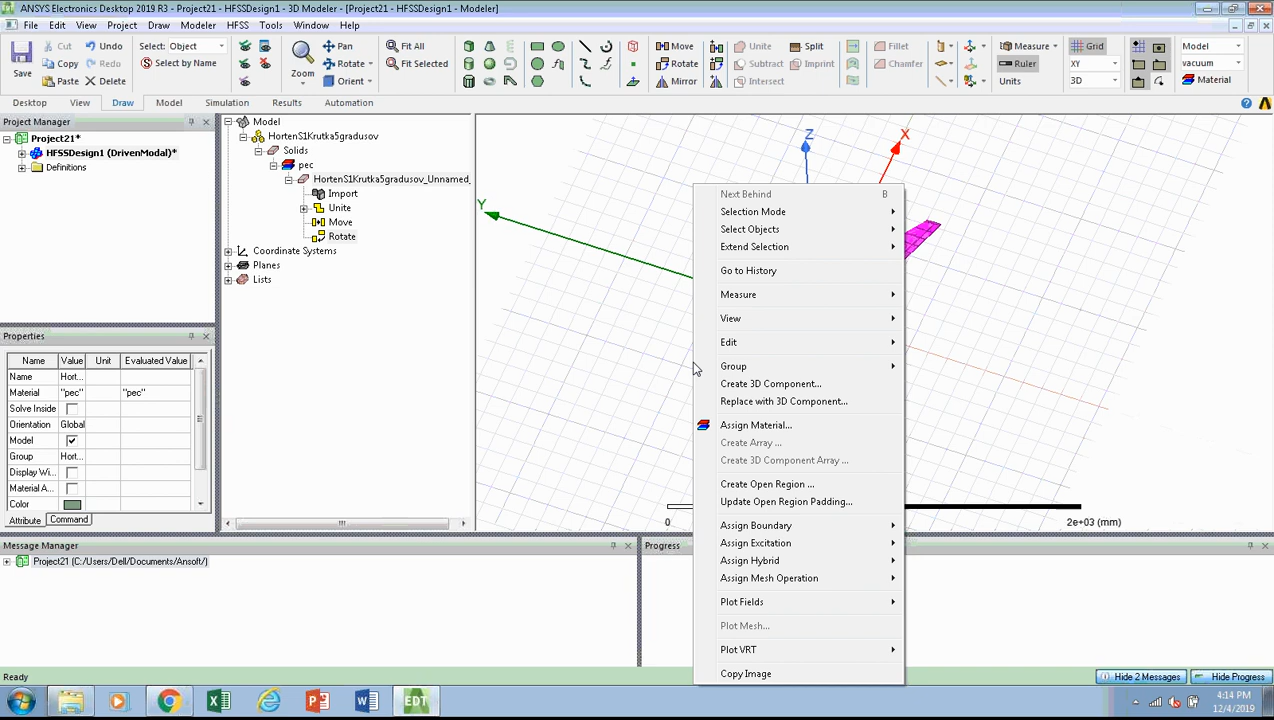 ANSYS Electronics Desktop 2019 R3 - Project21 - HFSSDesign1 - 3D Modeler - [Project21 - HFSSDesign1 - Modeler]
File Edit View Project Draw Modeler HFSS Tools Window Help
Save Cut Undo Select: Object Pan Fit All Move Unite Split Fillet Measure Grid Model
Copy Redo Select by Name Zoom Rotate Fit Selected Rotate Subtract Imprint Chamfer Ruler XY vacuum
Paste Delete Orient Mirror Intersect Units 3D Material
Desktop View Draw Model Simulation Results Automation
Project Manager
Project21*
HFSSDesign1 (DrivenModal)*
Definitions
Model
HortenS1Krutka5gradusov
Solids
pec
HortenS1Krutka5gradusov_Unnamed_
Import
Unite
Move
Rotate
Coordinate Systems
Planes
Lists
Z
X
Y
Next Behind B
Selection Mode
Select Objects
Extend Selection
Go to History
Measure
View
Edit
Group
Create 3D Component...
Replace with 3D Component...
Assign Material...
Create Array ...
Create 3D Component Array ...
Create Open Region ...
Update Open Region Padding...
Assign Boundary
Assign Excitation
Assign Hybrid
Assign Mesh Operation
Plot Fields
Plot Mesh...
Plot VRT
Copy Image
0
2e+03 (mm)
Properties
Name Value Unit Evaluated Value
Name Hort...
Material "pec" "pec"
Solve Inside
Orientation Global
Model
Group Hort...
Display Wi...
Material A...
Color
Attribute Command
Message Manager
Project21 (C:/Users/Dell/Documents/Ansoft/)
Progress
Ready
Hide 2 Messages Hide Progress
EDT
4:14 PM
12/4/2019